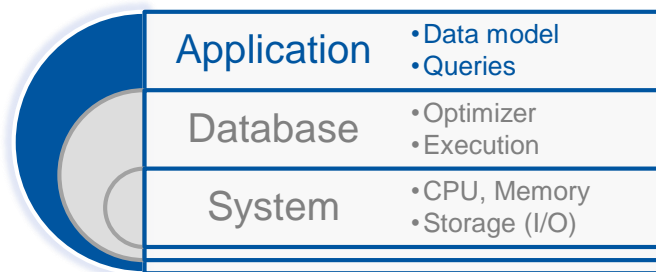 Application
•Data model
•Queries
Database
•Optimizer
•Execution
System
•CPU, Memory
•Storage (I/O)